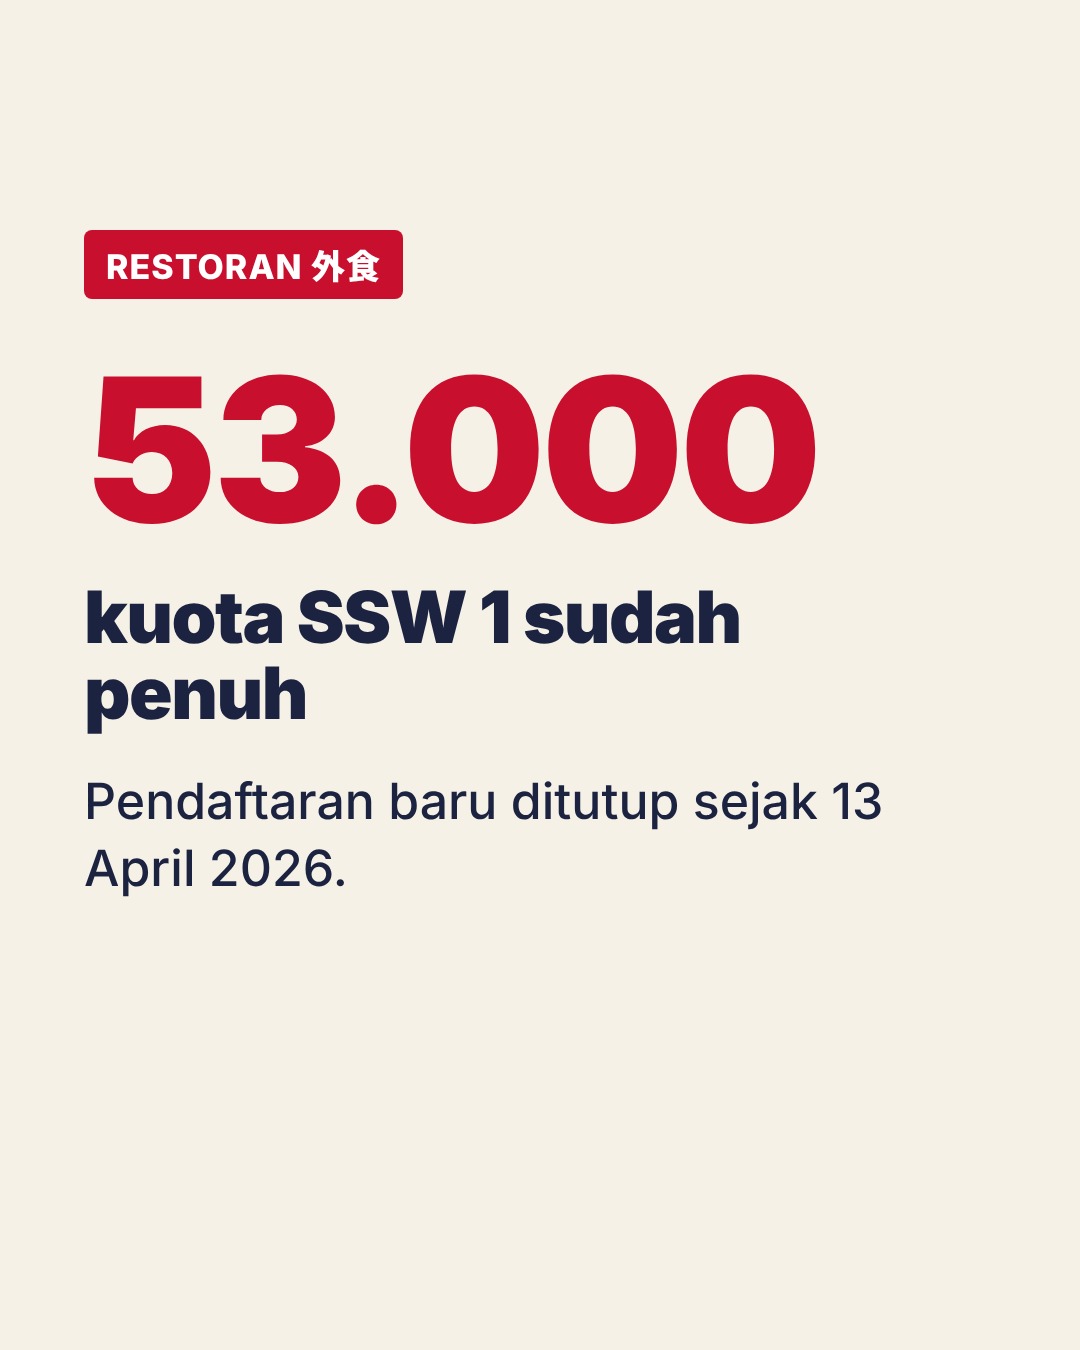 RESTORAN 外食
53.000
kuota SSW 1 sudah
penuh
Pendaftaran baru ditutup sejak 13
April 2026.